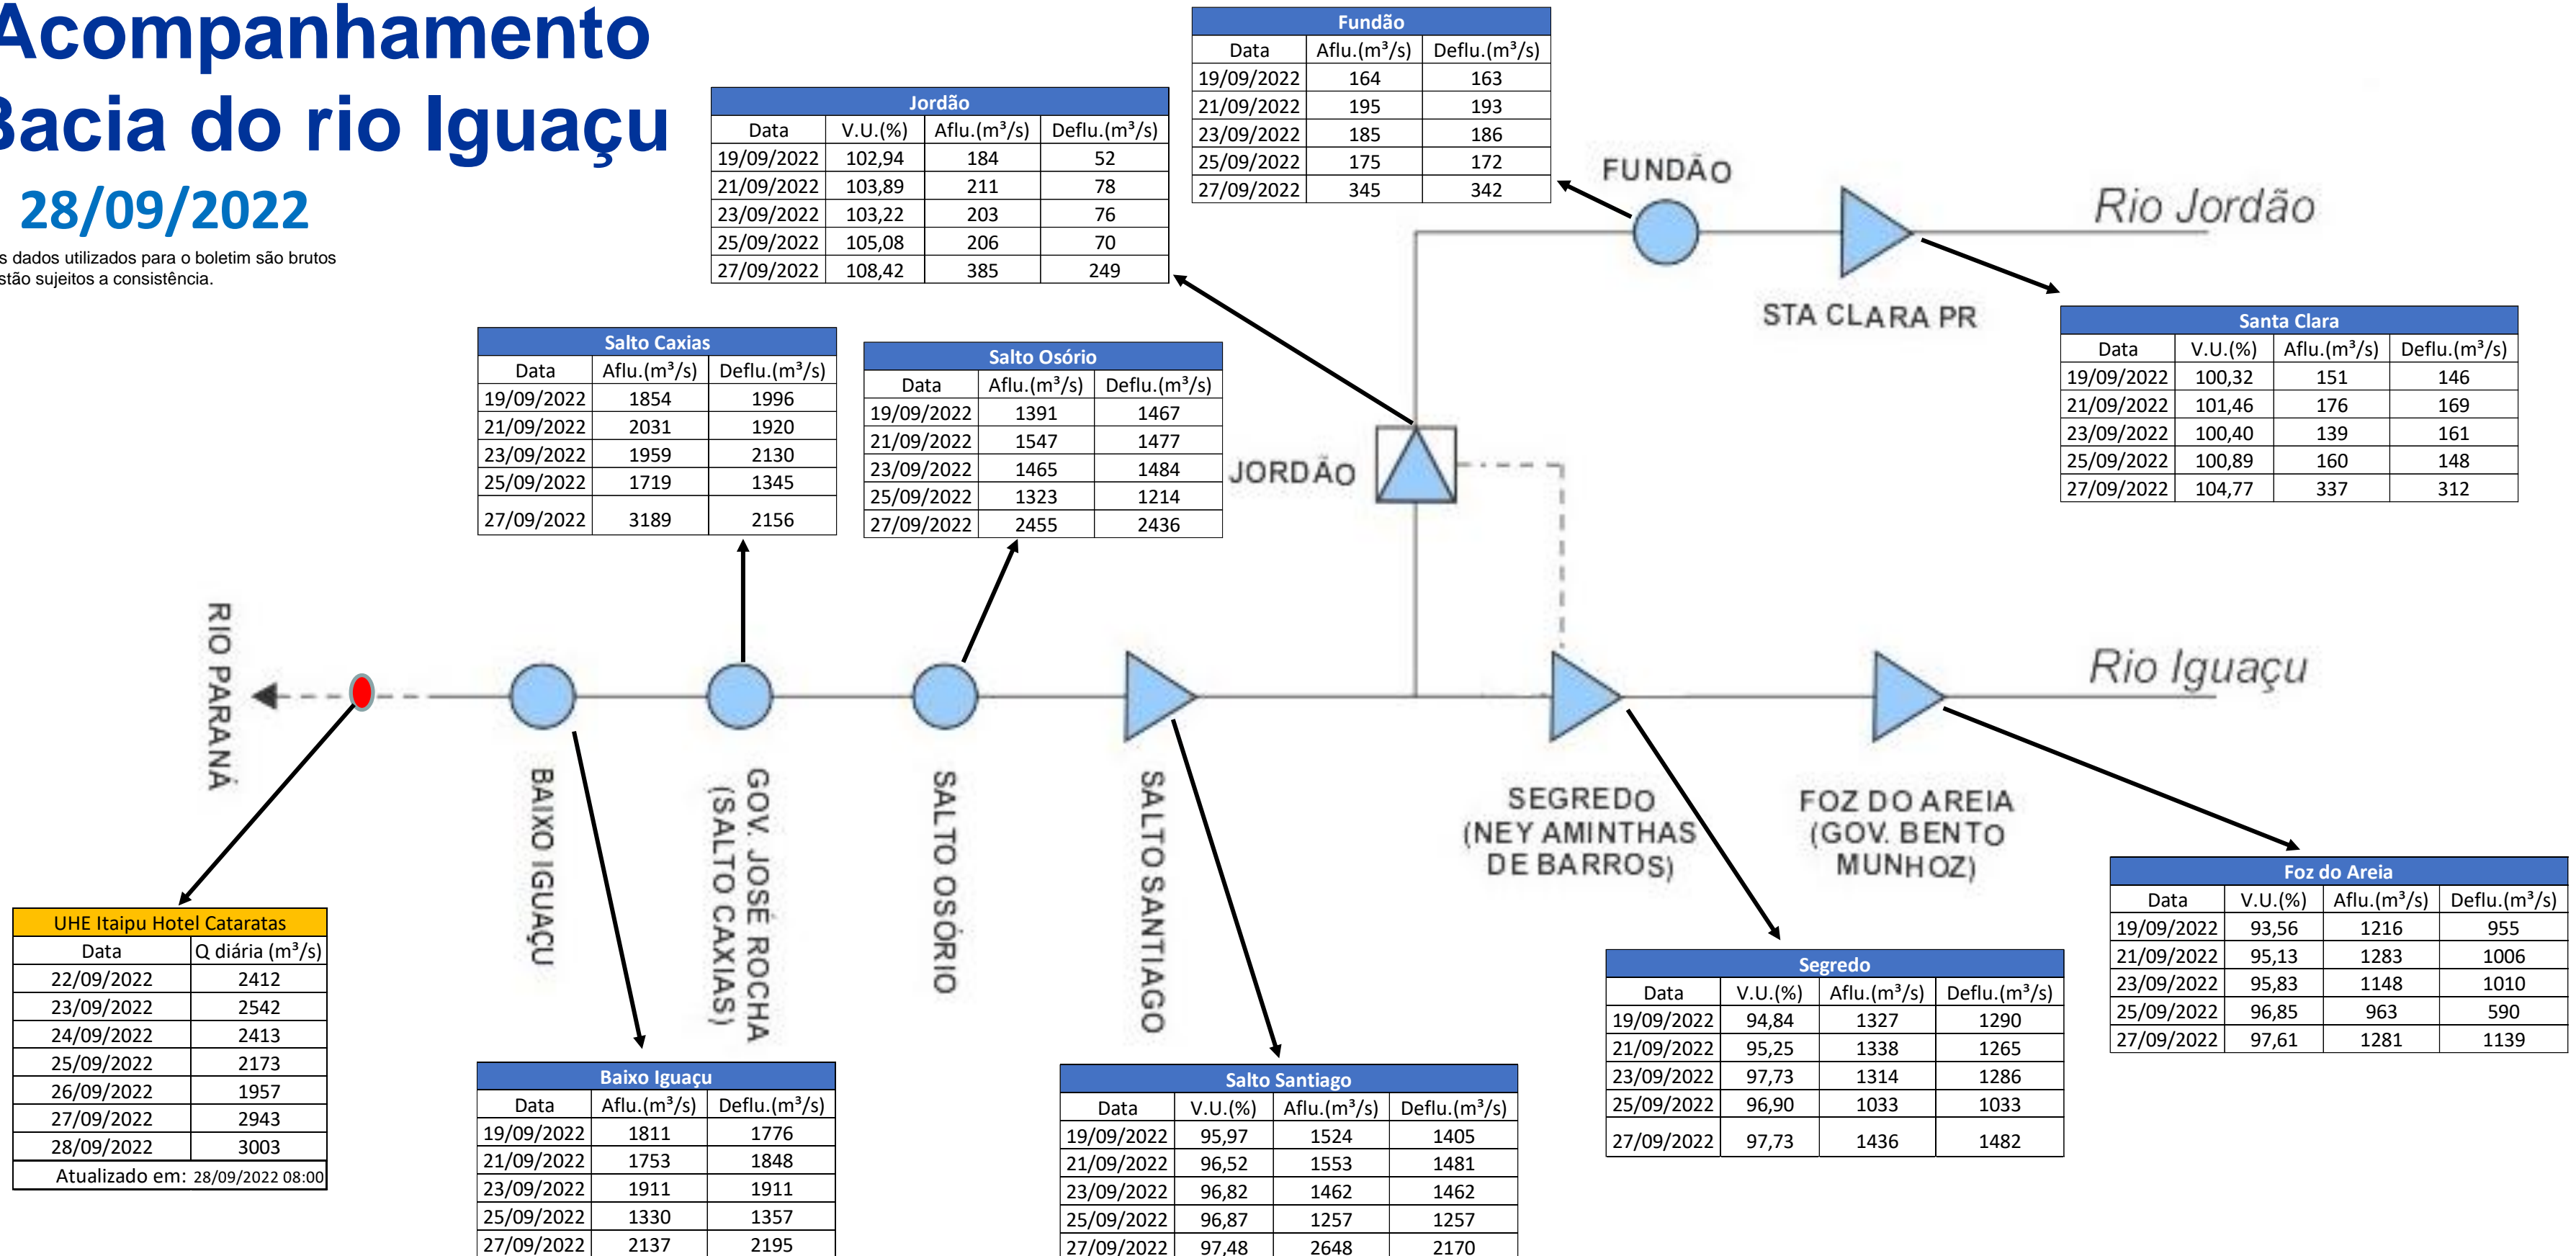 Acompanhamento
Bacia do rio Iguaçu
28/09/2022
s dados utilizados para o boletim são brutos
stão sujeitos a consistência.
Fundão
Data Aflu.(m³/s) Deflu.(m³/s)
19/09/2022 164 163
21/09/2022 195 193
23/09/2022 185 186
25/09/2022 175 172
27/09/2022 345 342
Jordão
Data V.U.(%) Aflu.(m³/s) Deflu.(m³/s)
19/09/2022 102,94 184 52
21/09/2022 103,89 211 78
23/09/2022 103,22 203 76
25/09/2022 105,08 206 70
27/09/2022 108,42 385 249
FUNDÃO
Rio Jordão
STA CLARA PR
Santa Clara
Data V.U.(%) Aflu.(m³/s) Deflu.(m³/s)
19/09/2022 100,32 151 146
21/09/2022 101,46 176 169
23/09/2022 100,40 139 161
25/09/2022 100,89 160 148
27/09/2022 104,77 337 312
Salto Caxias
Data Aflu.(m³/s) Deflu.(m³/s)
19/09/2022 1854 1996
21/09/2022 2031 1920
23/09/2022 1959 2130
25/09/2022 1719 1345
27/09/2022 3189 2156
Salto Osório
Data Aflu.(m³/s) Deflu.(m³/s)
19/09/2022 1391 1467
21/09/2022 1547 1477
23/09/2022 1465 1484
25/09/2022 1323 1214
27/09/2022 2455 2436
JORDÃO
RIO PARANÁ
Rio Iguaçu
BAIXO IGUAÇU
GOV. JOSÉ ROCHA
(SALTO CAXIAS)
SALTO OSÓRIO
SALTO SANTIAGO
SEGREDO
(NEY AMINTHAS
DE BARROS)
FOZ DO AREIA
(GOV. BENTO
MUNHOZ)
UHE Itaipu Hotel Cataratas
Data Q diária (m³/s)
22/09/2022 2412
23/09/2022 2542
24/09/2022 2413
25/09/2022 2173
26/09/2022 1957
27/09/2022 2943
28/09/2022 3003
Atualizado em: 28/09/2022 08:00
Baixo Iguaçu
Data Aflu.(m³/s) Deflu.(m³/s)
19/09/2022 1811 1776
21/09/2022 1753 1848
23/09/2022 1911 1911
25/09/2022 1330 1357
27/09/2022 2137 2195
Salto Santiago
Data V.U.(%) Aflu.(m³/s) Deflu.(m³/s)
19/09/2022 95,97 1524 1405
21/09/2022 96,52 1553 1481
23/09/2022 96,82 1462 1462
25/09/2022 96,87 1257 1257
27/09/2022 97,48 2648 2170
Segredo
Data V.U.(%) Aflu.(m³/s) Deflu.(m³/s)
19/09/2022 94,84 1327 1290
21/09/2022 95,25 1338 1265
23/09/2022 97,73 1314 1286
25/09/2022 96,90 1033 1033
27/09/2022 97,73 1436 1482
Foz do Areia
Data V.U.(%) Aflu.(m³/s) Deflu.(m³/s)
19/09/2022 93,56 1216 955
21/09/2022 95,13 1283 1006
23/09/2022 95,83 1148 1010
25/09/2022 96,85 963 590
27/09/2022 97,61 1281 1139